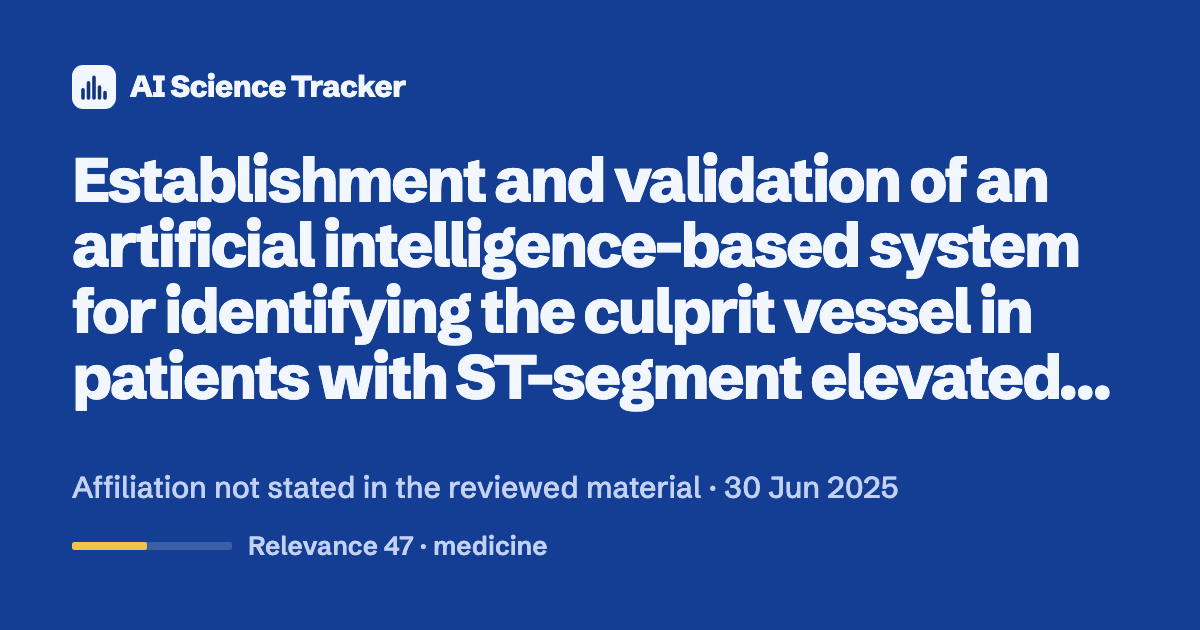 AI Science Tracker
Establishment and validation of an
artificial intelligence-based system
for identifying the culprit vessel in
patients with ST-segment elevated...
Affiliation not stated in the reviewed material · 30 Jun 2025
Relevance 47 · medicine